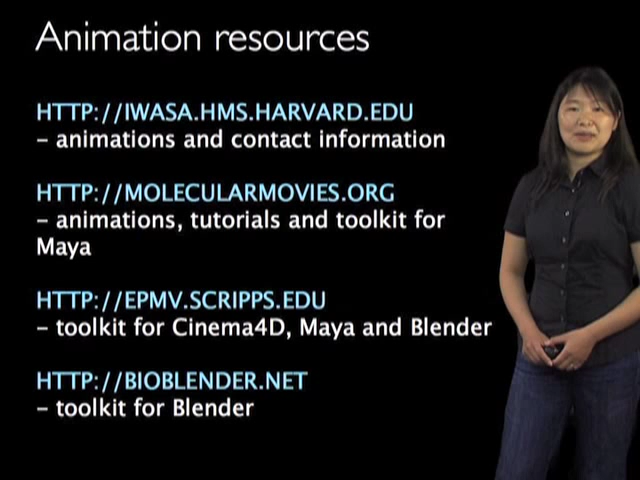 Animation resources
HTTP://IWASA.HMS.HARVARD.EDU
– animations and contact information
HTTP://MOLECULARMOVIES.ORG
– animations, tutorials and toolkit for
Maya
HTTP://EPMV.SCRIPPS.EDU
– toolkit for Cinema4D, Maya and Blender
HTTP://BIOBLENDER.NET
– toolkit for Blender